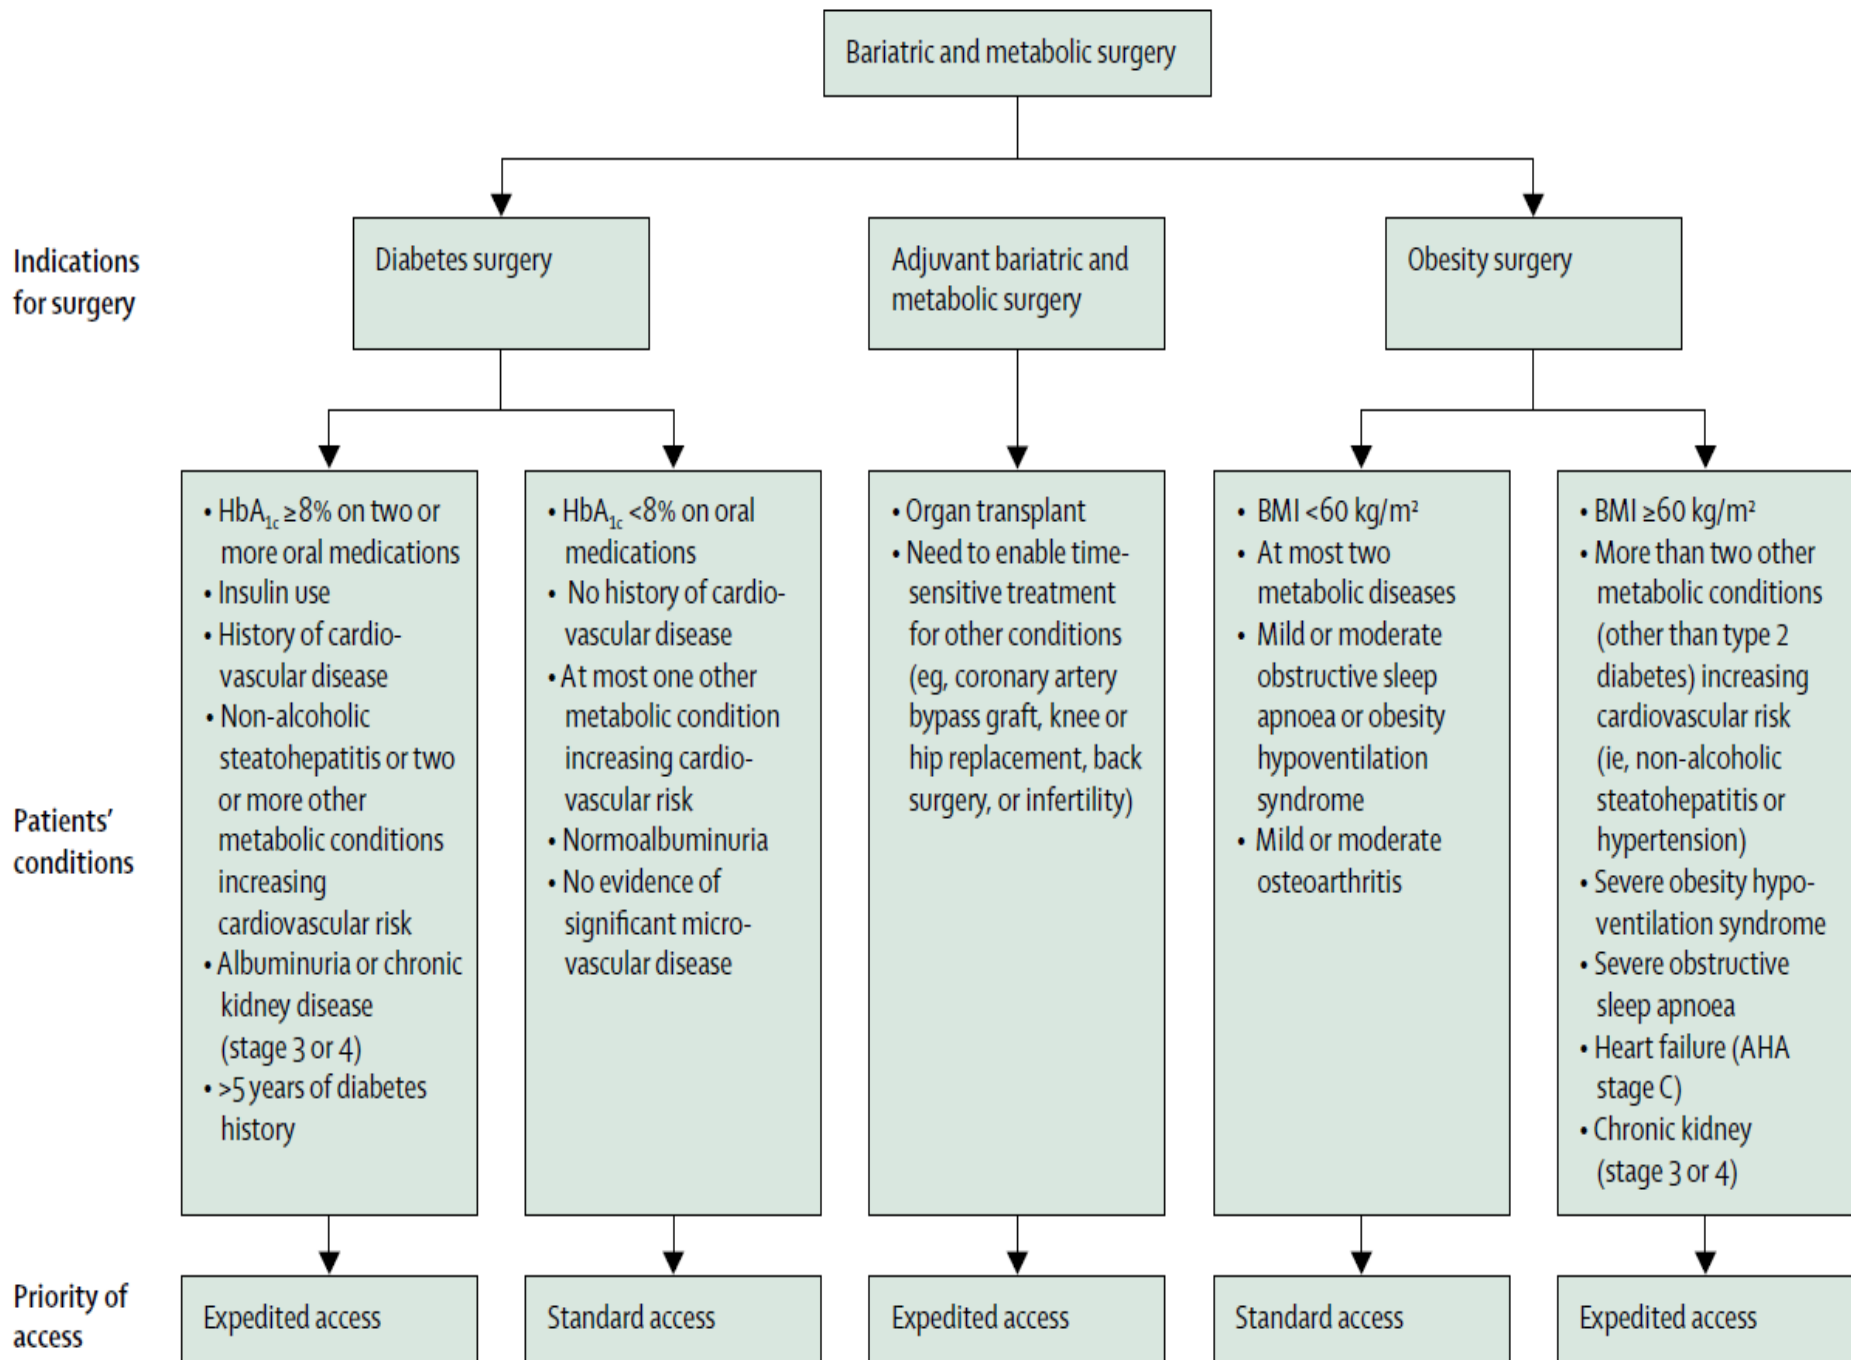 Bariatric and metabolic surgery
Indications
for surgery
Diabetes surgery
Adjuvant bariatric and
metabolic surgery
Obesity surgery
Patients'
conditions
• HbA1c ≥8% on two or
more oral medications
• Insulin use
• History of cardio-
vascular disease
• Non-alcoholic
steatohepatitis or two
or more other
metabolic conditions
increasing
cardiovascular risk
• Albuminuria or chronic
kidney disease
(stage 3 or 4)
• >5 years of diabetes
history
• HbA1c <8% on oral
medications
• No history of cardio-
vascular disease
• At most one other
metabolic condition
increasing cardio-
vascular risk
• Normoalbuminuria
• No evidence of
significant micro-
vascular disease
• Organ transplant
• Need to enable time-
sensitive treatment
for other conditions
(eg, coronary artery
bypass graft, knee or
hip replacement, back
surgery, or infertility)
• BMI <60 kg/m²
• At most two
metabolic diseases
• Mild or moderate
obstructive sleep
apnoea or obesity
hypoventilation
syndrome
• Mild or moderate
osteoarthritis
• BMI ≥60 kg/m²
• More than two other
metabolic conditions
(other than type 2
diabetes) increasing
cardiovascular risk
(ie, non-alcoholic
steatohepatitis or
hypertension)
• Severe obesity hypo-
ventilation syndrome
• Severe obstructive
sleep apnoea
• Heart failure (AHA
stage C)
• Chronic kidney
(stage 3 or 4)
Priority of
access
Expedited access
Standard access
Expedited access
Standard access
Expedited access